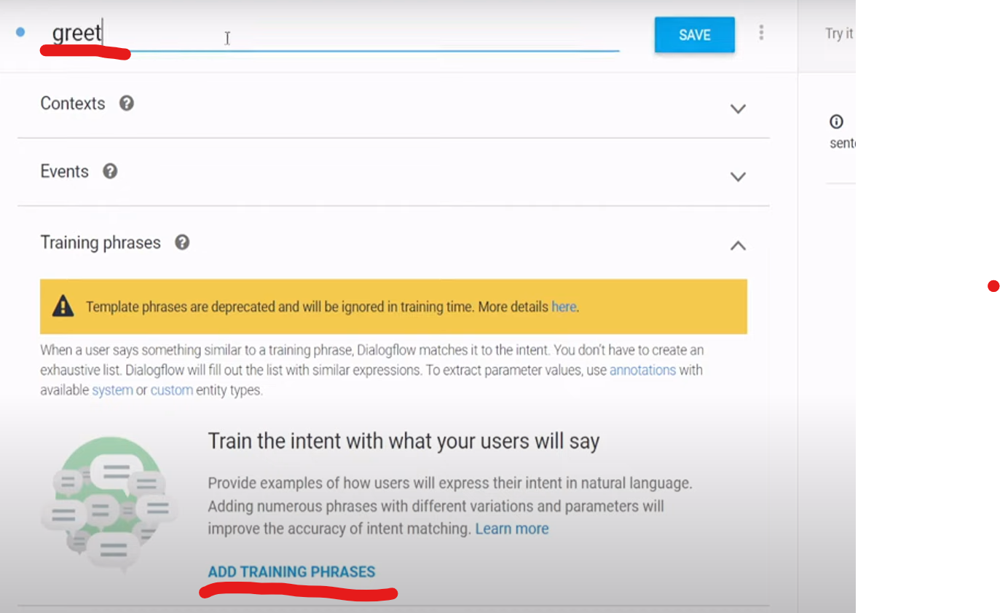 greet
SAVE
Try it
Contexts
Events
Training phrases
Template phrases are deprecated and will be ignored in training time. More details here.
When a user says something similar to a training phrase, Dialogflow matches it to the intent. You don't have to create an
exhaustive list. Dialogflow will fill out the list with similar expressions. To extract parameter values, use annotations with
available system or custom entity types.
Train the intent with what your users will say
Provide examples of how users will express their intent in natural language.
Adding numerous phrases with different variations and parameters will
improve the accuracy of intent matching. Learn more
ADD TRAINING PHRASES